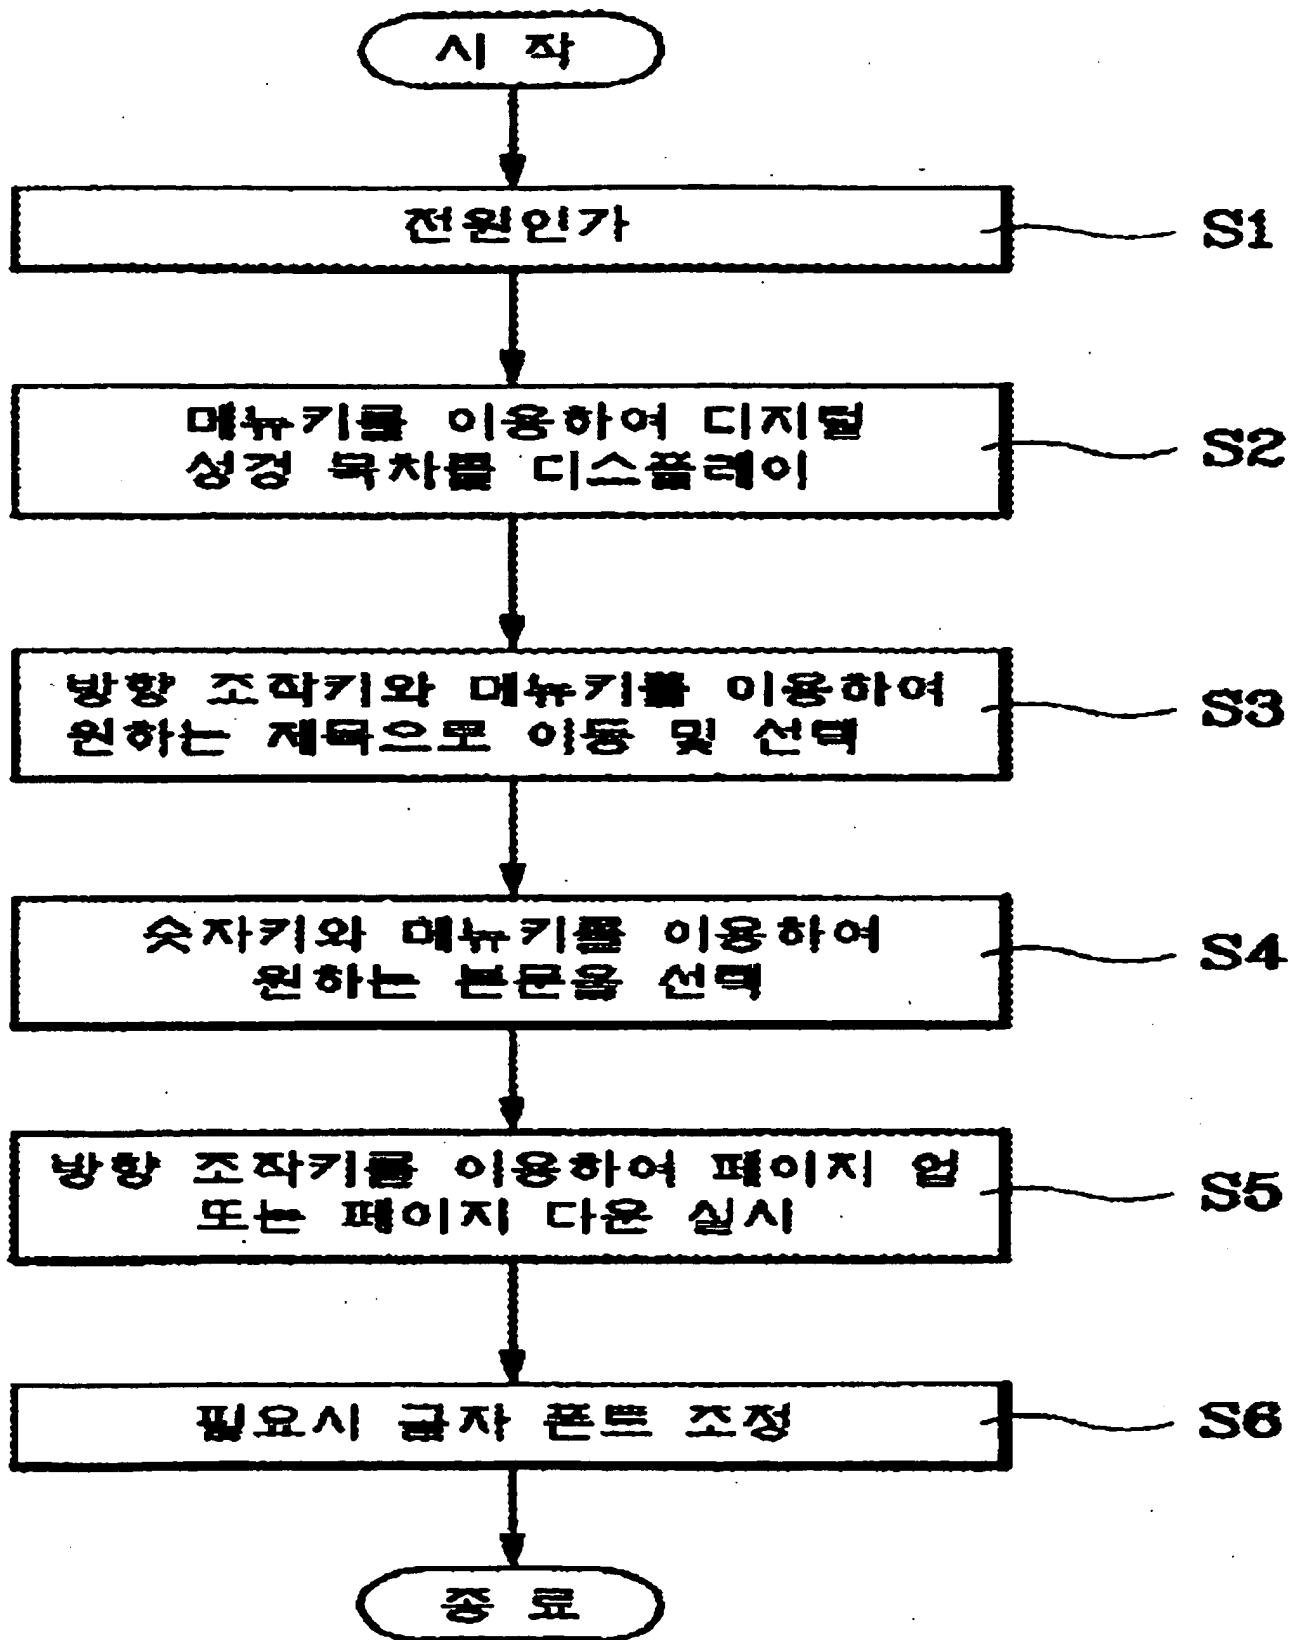 시 작
전원인가
S1
메뉴키를 이용하여 디지털
성경 목차를 디스플레이
S2
방향 조작키와 메뉴키를 이용하여
원하는 제목으로 이동 및 선택
S3
숫자키와 메뉴키를 이용하여
원하는 본문을 선택
S4
방향 조작키를 이용하여 페이지 업
또는 페이지 다운 실시
S5
필요시 글자 폰트 조정
S6
종 료